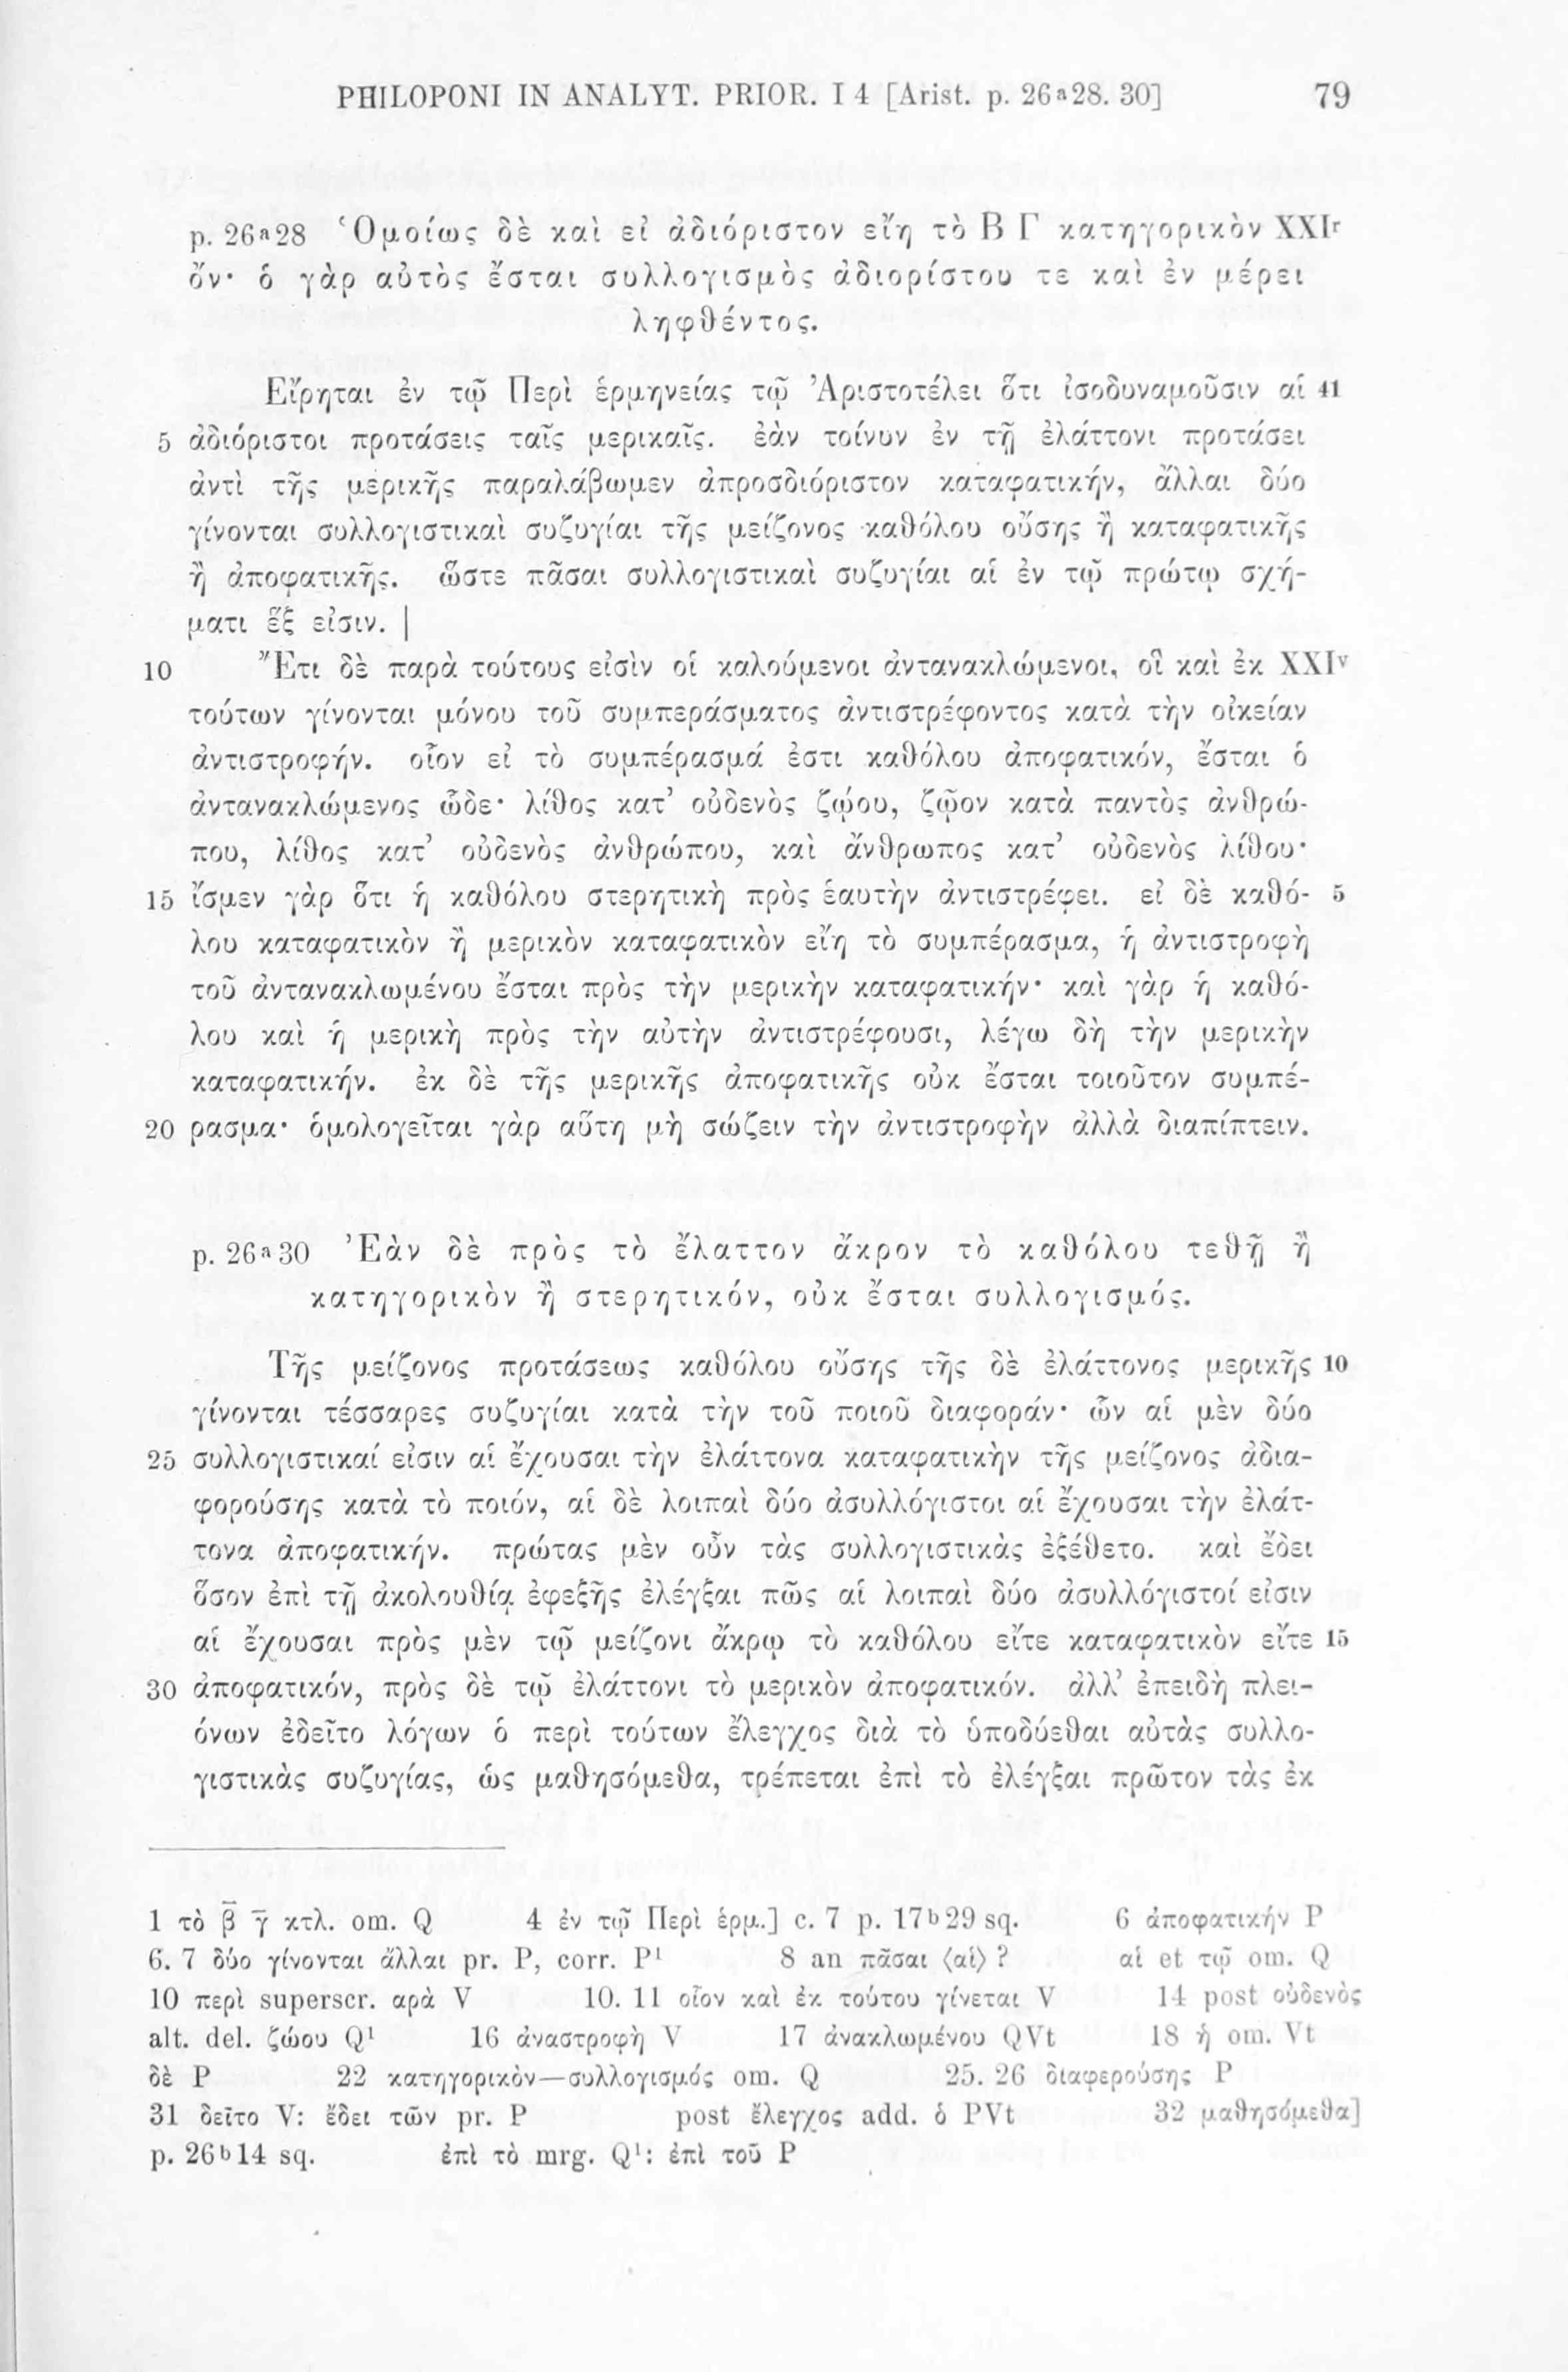 PHILOPONI IN ANALYT. PRIOR. I 4 [Arist. p. 26ᵃ28. 30] 79
p. 26ᵃ28 Ὁμοίως δὲ καὶ εἰ ἀδιόριστον εἴη τὸ Β Γ κατηγορικὸν XXIʳ
ὄν· ὁ γὰρ αὐτὸς ἔσται συλλογισμὸς ἀδιορίστου τε καὶ ἐν μέρει
ληφθέντος.
Εἴρηται ἐν τῷ Περὶ ἑρμηνείας τῷ Ἀριστοτέλει ὅτι ἰσοδυναμοῦσιν αἱ 41
5 ἀδιόριστοι προτάσεις ταῖς μερικαῖς. ἐὰν τοίνυν ἐν τῇ ἐλάττονι προτάσει
ἀντὶ τῆς μερικῆς παραλάβωμεν ἀπροσδιόριστον καταφατικήν, ἄλλαι δύο
γίνονται συλλογιστικαὶ συζυγίαι τῆς μείζονος καθόλου οὔσης ἢ καταφατικῆς
ἢ ἀποφατικῆς. ὥστε πᾶσαι συλλογιστικαὶ συζυγίαι αἱ ἐν τῷ πρώτῳ σχή-
ματι ἕξ εἰσιν. |
10 Ἔτι δὲ παρὰ τούτους εἰσὶν οἱ καλούμενοι ἀντανακλώμενοι, οἳ καὶ ἐκ XXIᵛ
τούτων γίνονται μόνου τοῦ συμπεράσματος ἀντιστρέφοντος κατὰ τὴν οἰκείαν
ἀντιστροφήν. οἷον εἰ τὸ συμπέρασμά ἐστι καθόλου ἀποφατικόν, ἔσται ὁ
ἀντανακλώμενος ὧδε· λίθος κατ’ οὐδενὸς ζῴου, ζῷον κατὰ παντὸς ἀνθρώ-
που, λίθος κατ’ οὐδενὸς ἀνθρώπου, καὶ ἄνθρωπος κατ’ οὐδενὸς λίθου·
15 ἴσμεν γὰρ ὅτι ἡ καθόλου στερητικὴ πρὸς ἑαυτὴν ἀντιστρέφει. εἰ δὲ καθό- 5
λου καταφατικὸν ἢ μερικὸν καταφατικὸν εἴη τὸ συμπέρασμα, ἡ ἀντιστροφὴ
τοῦ ἀντανακλωμένου ἔσται πρὸς τὴν μερικὴν καταφατικήν· καὶ γὰρ ἡ καθό-
λου καὶ ἡ μερικὴ πρὸς τὴν αὐτὴν ἀντιστρέφουσι, λέγω δὴ τὴν μερικὴν
καταφατικήν. ἐκ δὲ τῆς μερικῆς ἀποφατικῆς οὐκ ἔσται τοιοῦτον συμπέ-
20 ρασμα· ὁμολογεῖται γὰρ αὕτη μὴ σώζειν τὴν ἀντιστροφὴν ἀλλὰ διαπίπτειν.
p. 26ᵃ30 Ἐὰν δὲ πρὸς τὸ ἔλαττον ἄκρον τὸ καθόλου τεθῇ ἢ
κατηγορικὸν ἢ στερητικόν, οὐκ ἔσται συλλογισμός.
Τῆς μείζονος προτάσεως καθόλου οὔσης τῆς δὲ ἐλάττονος μερικῆς 10
γίνονται τέσσαρες συζυγίαι κατὰ τὴν τοῦ ποιοῦ διαφοράν· ὧν αἱ μὲν δύο
25 συλλογιστικαί εἰσιν αἱ ἔχουσαι τὴν ἐλάττονα καταφατικὴν τῆς μείζονος ἀδια-
φορούσης κατὰ τὸ ποιόν, αἱ δὲ λοιπαὶ δύο ἀσυλλόγιστοι αἱ ἔχουσαι τὴν ἐλάτ-
τονα ἀποφατικήν. πρώτας μὲν οὖν τὰς συλλογιστικὰς ἐξέθετο. καὶ ἔδει
ὅσον ἐπὶ τῇ ἀκολουθίᾳ ἐφεξῆς ἐλέγξαι πῶς αἱ λοιπαὶ δύο ἀσυλλόγιστοί εἰσιν
αἱ ἔχουσαι πρὸς μὲν τῷ μείζονι ἄκρῳ τὸ καθόλου εἴτε καταφατικὸν εἴτε 15
30 ἀποφατικόν, πρὸς δὲ τῷ ἐλάττονι τὸ μερικὸν ἀποφατικόν. ἀλλ’ ἐπειδὴ πλει-
όνων ἐδεῖτο λόγων ὁ περὶ τούτων ἔλεγχος διὰ τὸ ὑποδύεσθαι αὐτὰς συλλο-
γιστικὰς συζυγίας, ὡς μαθησόμεθα, τρέπεται ἐπὶ τὸ ἐλέγξαι πρῶτον τὰς ἐκ
1 τὸ β̅ γ̅ κτλ. om. Q 4 ἐν τῷ Περὶ ἑρμ.] c. 7 p. 17ᵇ29 sq. 6 ἀποφατικήν P
6. 7 δύο γίνονται ἄλλαι pr. P, corr. P¹ 8 an πᾶσαι ⟨αἱ⟩ ? αἱ et τῷ om. Q
10 περὶ superscr. αρὰ V 10. 11 οἷον καὶ ἐκ τούτου γίνεται V 14 post οὐδενὸς
alt. del. ζώου Q¹ 16 ἀναστροφὴ V 17 ἀνακλωμένου QVt 18 ἡ om. Vt
δὲ P 22 κατηγορικὸν—συλλογισμός om. Q 25. 26 διαφερούσης P
31 δεῖτο V: ἔδει τῶν pr. P post ἔλεγχος add. ὁ PVt 32 μαθησόμεθα]
p. 26ᵇ14 sq. ἐπὶ τὸ mrg. Q¹: ἐπὶ τοῦ P